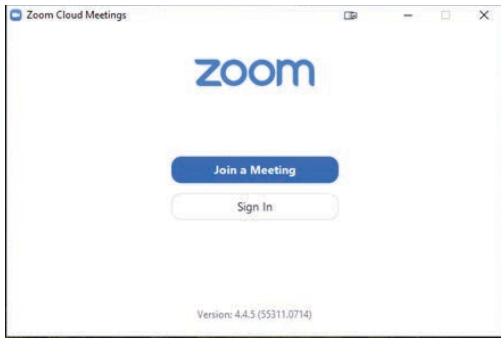 Zoom Cloud Meetings
zoom
Join a Meeting
Sign In
Version: 4.4.5 (55311.0714)